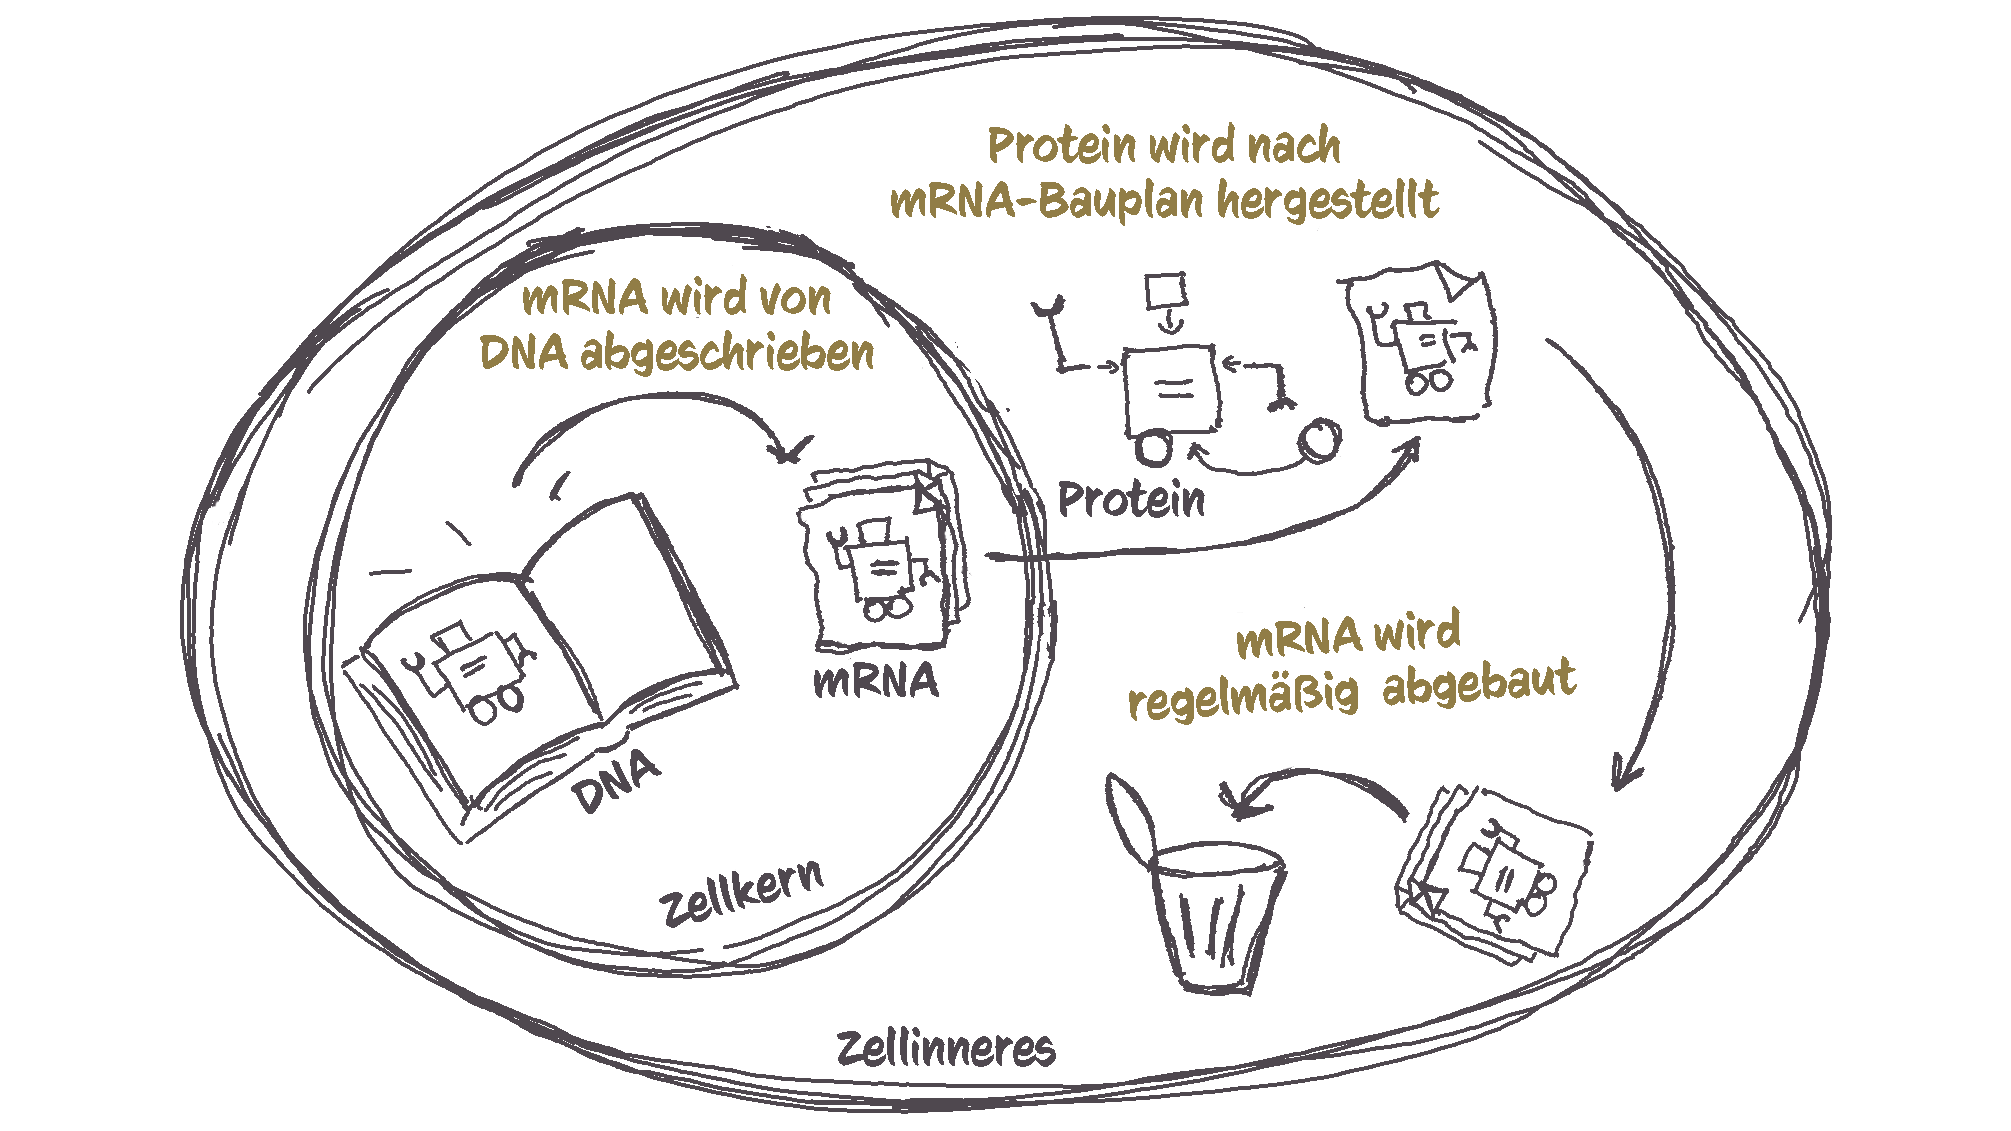 Protein wird nach
mRNA-Bauplan hergestellt
mRNA wird von
DNA abgeschrieben
Protein
mRNA
DNA
mRNA wird
regelmäßig abgebaut
Zellkern
Zellinneres